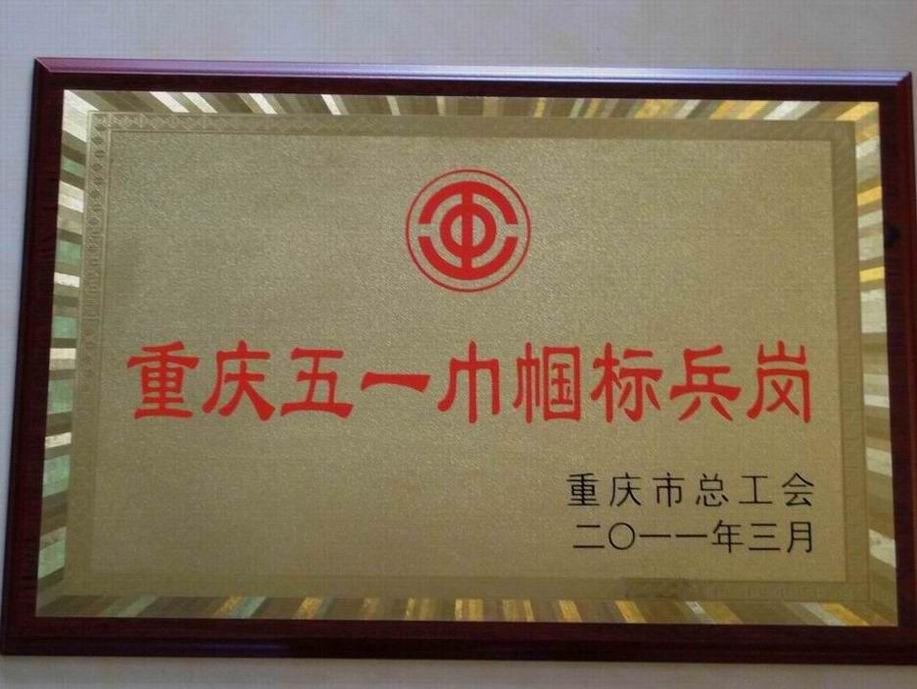 重庆五一巾帼标兵岗
重庆市总工会
二〇一一年三月